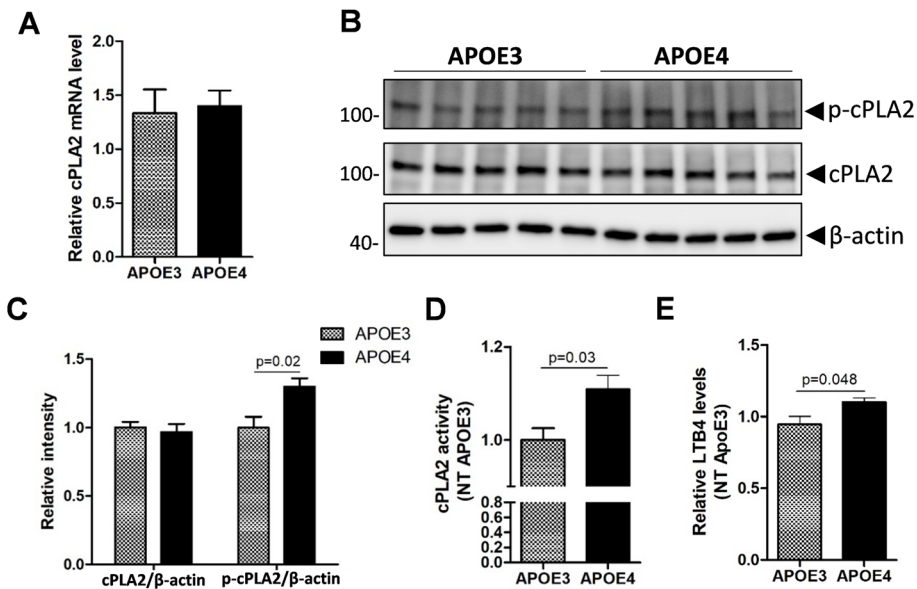 A
Relative cPLA2 mRNA level
2.0
1.5
1.0
0.5
0.0
APOE3 APOE4
B
APOE3 APOE4
100-
p-cPLA2
100-
cPLA2
40-
β-actin
C
APOE3
APOE4
Relative intensity
1.5
1.0
0.5
0.0
p=0.02
cPLA2/β-actin p-cPLA2/β-actin
D
cPLA2 activity
(NT APOE3)
1.2
1.0
0.8
0.6
0.4
0.2
0.0
p=0.03
APOE3 APOE4
E
Relative LTB4 levels
(NT ApoE3)
1.5
1.0
0.5
0.0
p=0.048
APOE3 APOE4